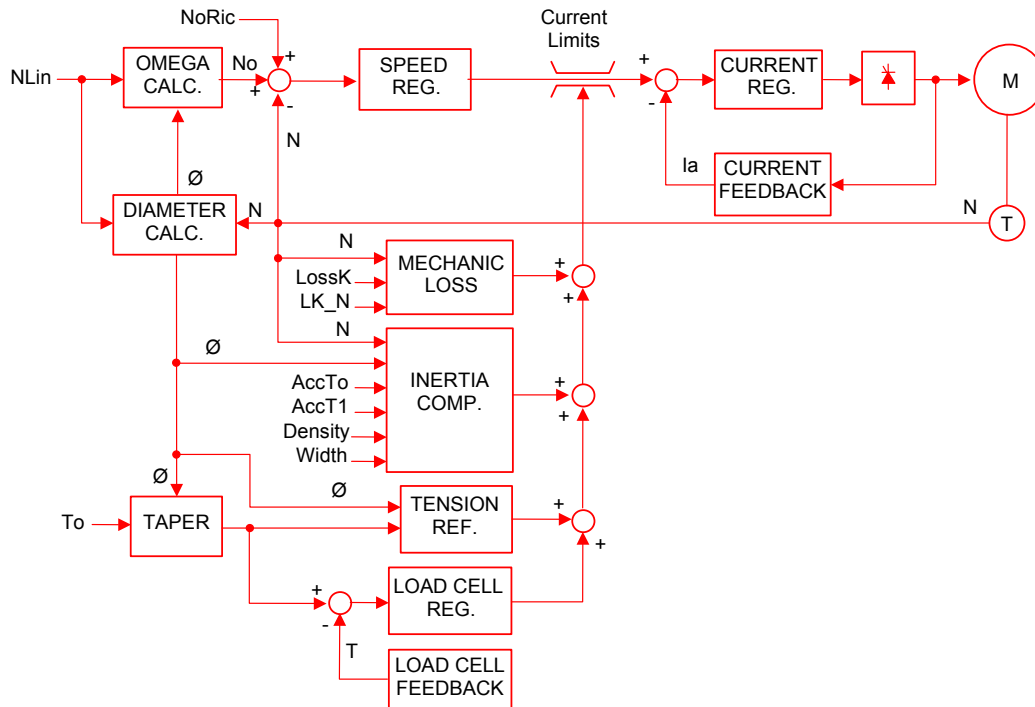 NoRic
Current
Limits
NLin
OMEGA
CALC.
No
+
+
-
SPEED
REG.
+
-
CURRENT
REG.
M
N
Ia
CURRENT
FEEDBACK
Ø
DIAMETER
CALC.
N
N
T
N
LossK
LK_N
MECHANIC
LOSS
+
+
N
Ø
AccTo
AccT1
Density
Width
INERTIA
COMP.
+
+
Ø
Ø
To
TAPER
TENSION
REF.
+
+
+
-
LOAD CELL
REG.
T
LOAD CELL
FEEDBACK